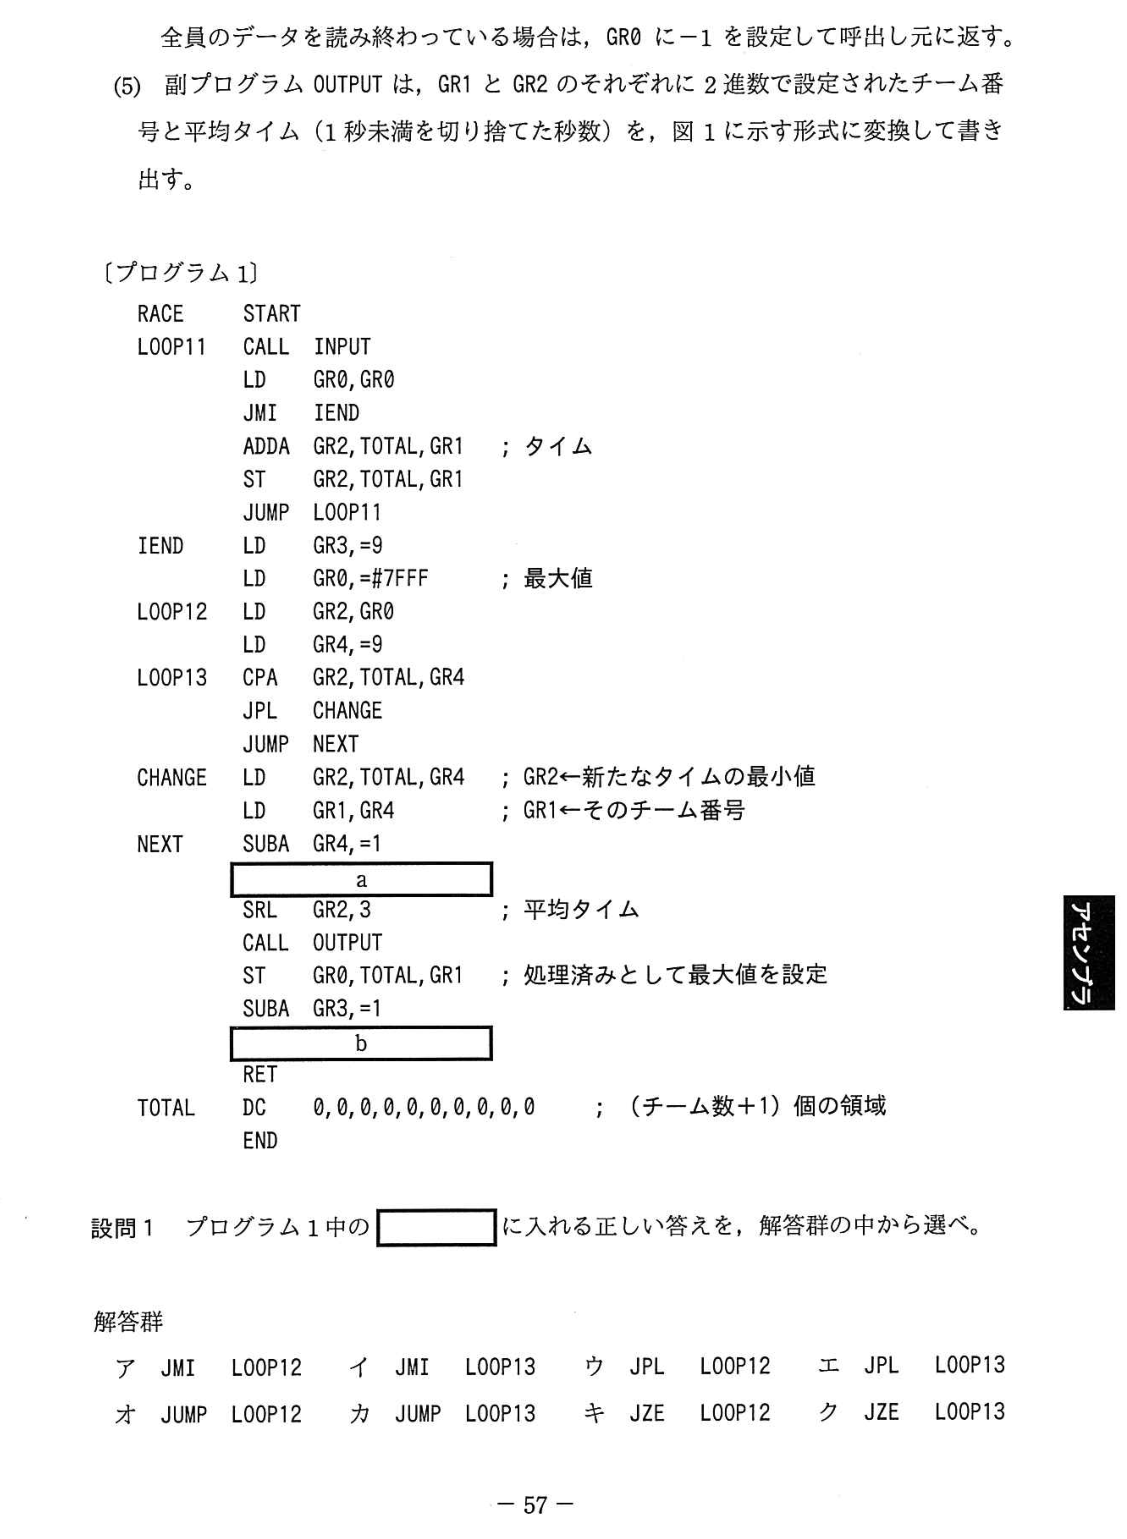 全員のデータを読み終わっている場合は，GR0 に－1 を設定して呼出し元に返す。
(5)　副プログラム OUTPUT は，GR1 と GR2 のそれぞれに 2 進数で設定されたチーム番
号と平均タイム（1 秒未満を切り捨てた秒数）を，図 1 に示す形式に変換して書き
出す。
〔プログラム 1〕
RACE START
LOOP11 CALL INPUT
LD GR0,GR0
JMI IEND
ADDA GR2,TOTAL,GR1 ; タイム
ST GR2,TOTAL,GR1
JUMP LOOP11
IEND LD GR3,=9
LD GR0,=#7FFF ; 最大値
LOOP12 LD GR2,GR0
LD GR4,=9
LOOP13 CPA GR2,TOTAL,GR4
JPL CHANGE
JUMP NEXT
CHANGE LD GR2,TOTAL,GR4 ; GR2←新たなタイムの最小値
LD GR1,GR4 ; GR1←そのチーム番号
NEXT SUBA GR4,=1
a
SRL GR2,3 ; 平均タイム
CALL OUTPUT
ST GR0,TOTAL,GR1 ; 処理済みとして最大値を設定
SUBA GR3,=1
b
RET
TOTAL DC 0,0,0,0,0,0,0,0,0,0 ; （チーム数＋1）個の領域
END
アセンブラ
設問 1　プログラム 1 中の　　　に入れる正しい答えを，解答群の中から選べ。
解答群
ア JMI LOOP12 イ JMI LOOP13 ウ JPL LOOP12 エ JPL LOOP13
オ JUMP LOOP12 カ JUMP LOOP13 キ JZE LOOP12 ク JZE LOOP13
－ 57 －